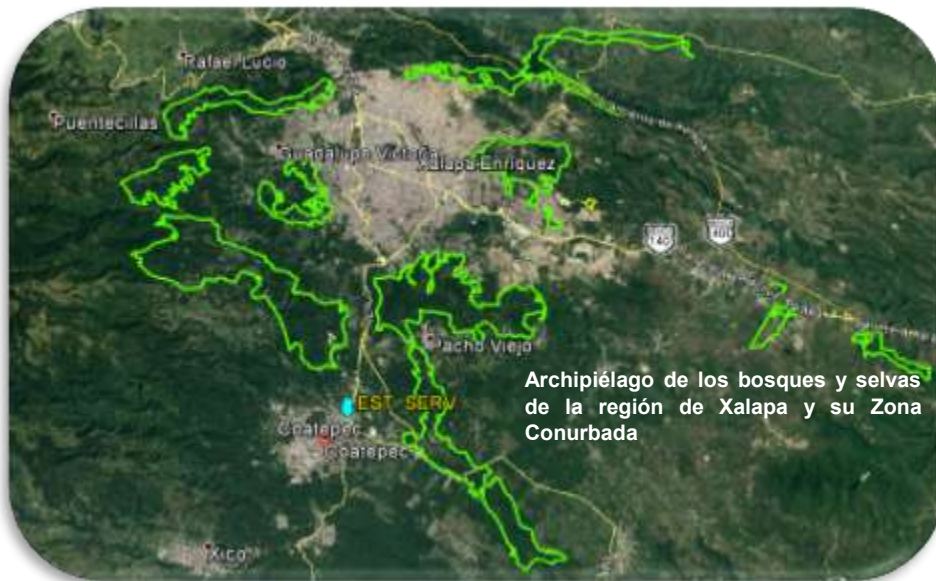 Rafael Lucio
Puentecillas
Guadalupe Victoria
Xalapa Enríquez
140
Pacho Viejo
Archipiélago de los bosques y selvas
de la región de Xalapa y su Zona
Conurbada
EST SERV
Coatepec
Coatepec
Xico